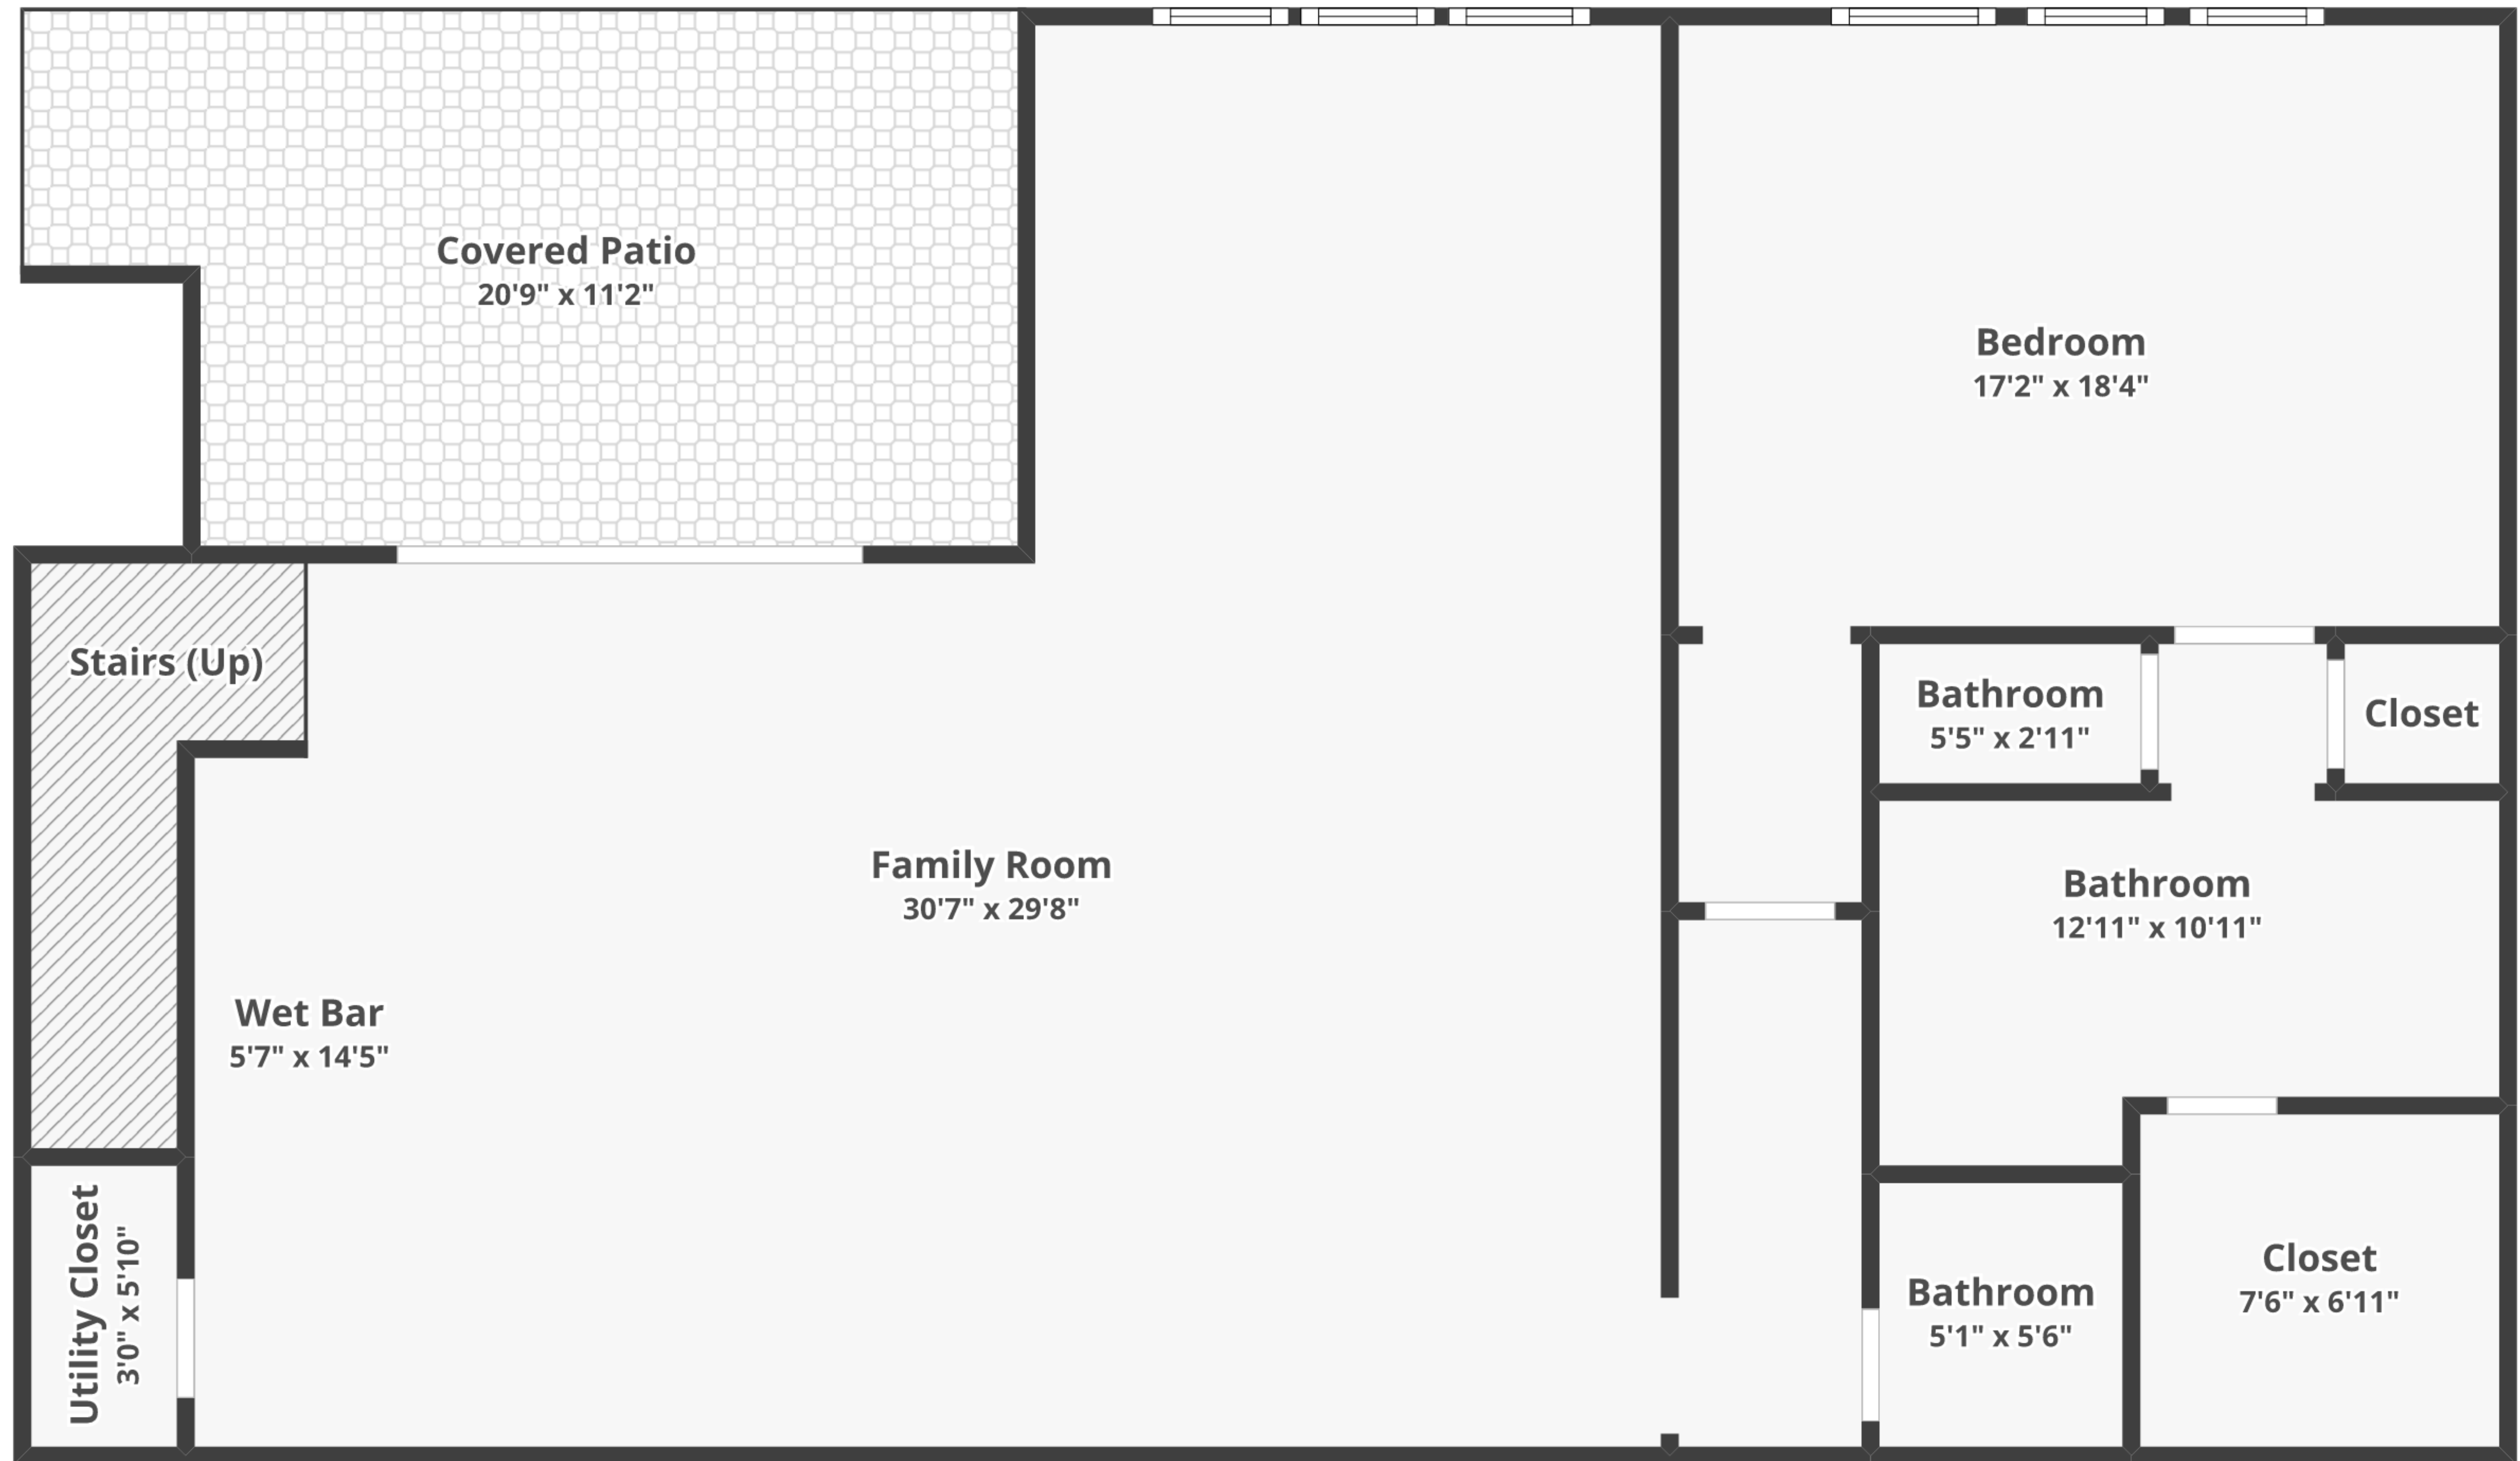 Covered Patio
20'9" x 11'2"
Bedroom
17'2" x 18'4"
Stairs (Up)
Bathroom
5'5" x 2'11"
Closet
Family Room
30'7" x 29'8"
Bathroom
12'11" x 10'11"
Wet Bar
5'7" x 14'5"
Utility Closet
3'0" x 5'10"
Bathroom
5'1" x 5'6"
Closet
7'6" x 6'11"